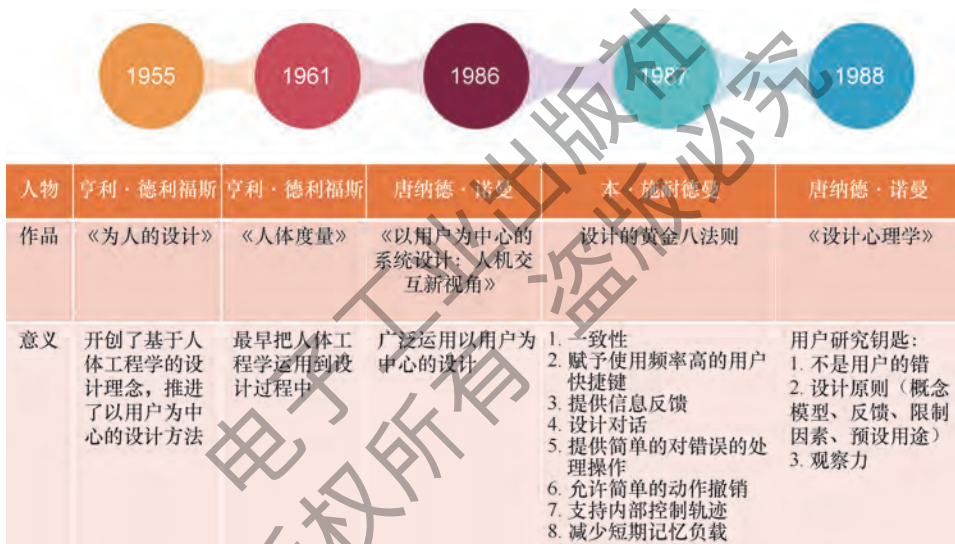 1955 1961 1986 1987 1988
人物 亨利·德利福斯 亨利·德利福斯 唐纳德·诺曼 本·施耐德曼 唐纳德·诺曼
作品
《为人的设计》
《人体度量》
《以用户为中心的
系统设计：人机交
互新视角》
设计的黄金八法则
《设计心理学》
意义
开创了基于人
体工程学的设
计理念，推进
了以用户为中
心的设计方法
最早把人体工
程学运用到设
计过程中
广泛运用以用户为
中心的设计
1. 一致性
2. 赋予使用频率高的用户
快捷键
3. 提供信息反馈
4. 设计对话
5. 提供简单的对错误的处
理操作
6. 允许简单的动作撤销
7. 支持内部控制轨迹
8. 减少短期记忆负载
用户研究钥匙：
1. 不是用户的错
2. 设计原则（概念
模型、反馈、限制
因素、预设用途）
3. 观察力
电子工业出版社
版权所有 盗版必究